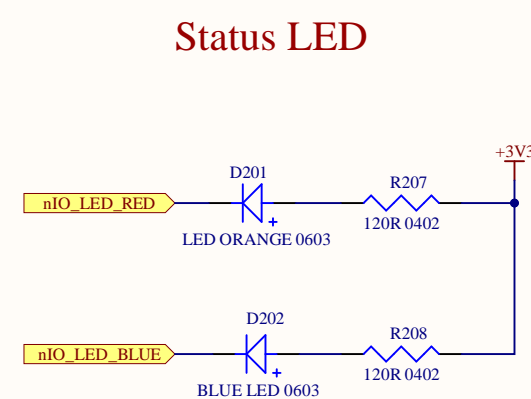 Status LED
+3V3
D201
R207
nIO_LED_RED
LED ORANGE 0603
120R 0402
D202
R208
nIO_LED_BLUE
BLUE LED 0603
120R 0402